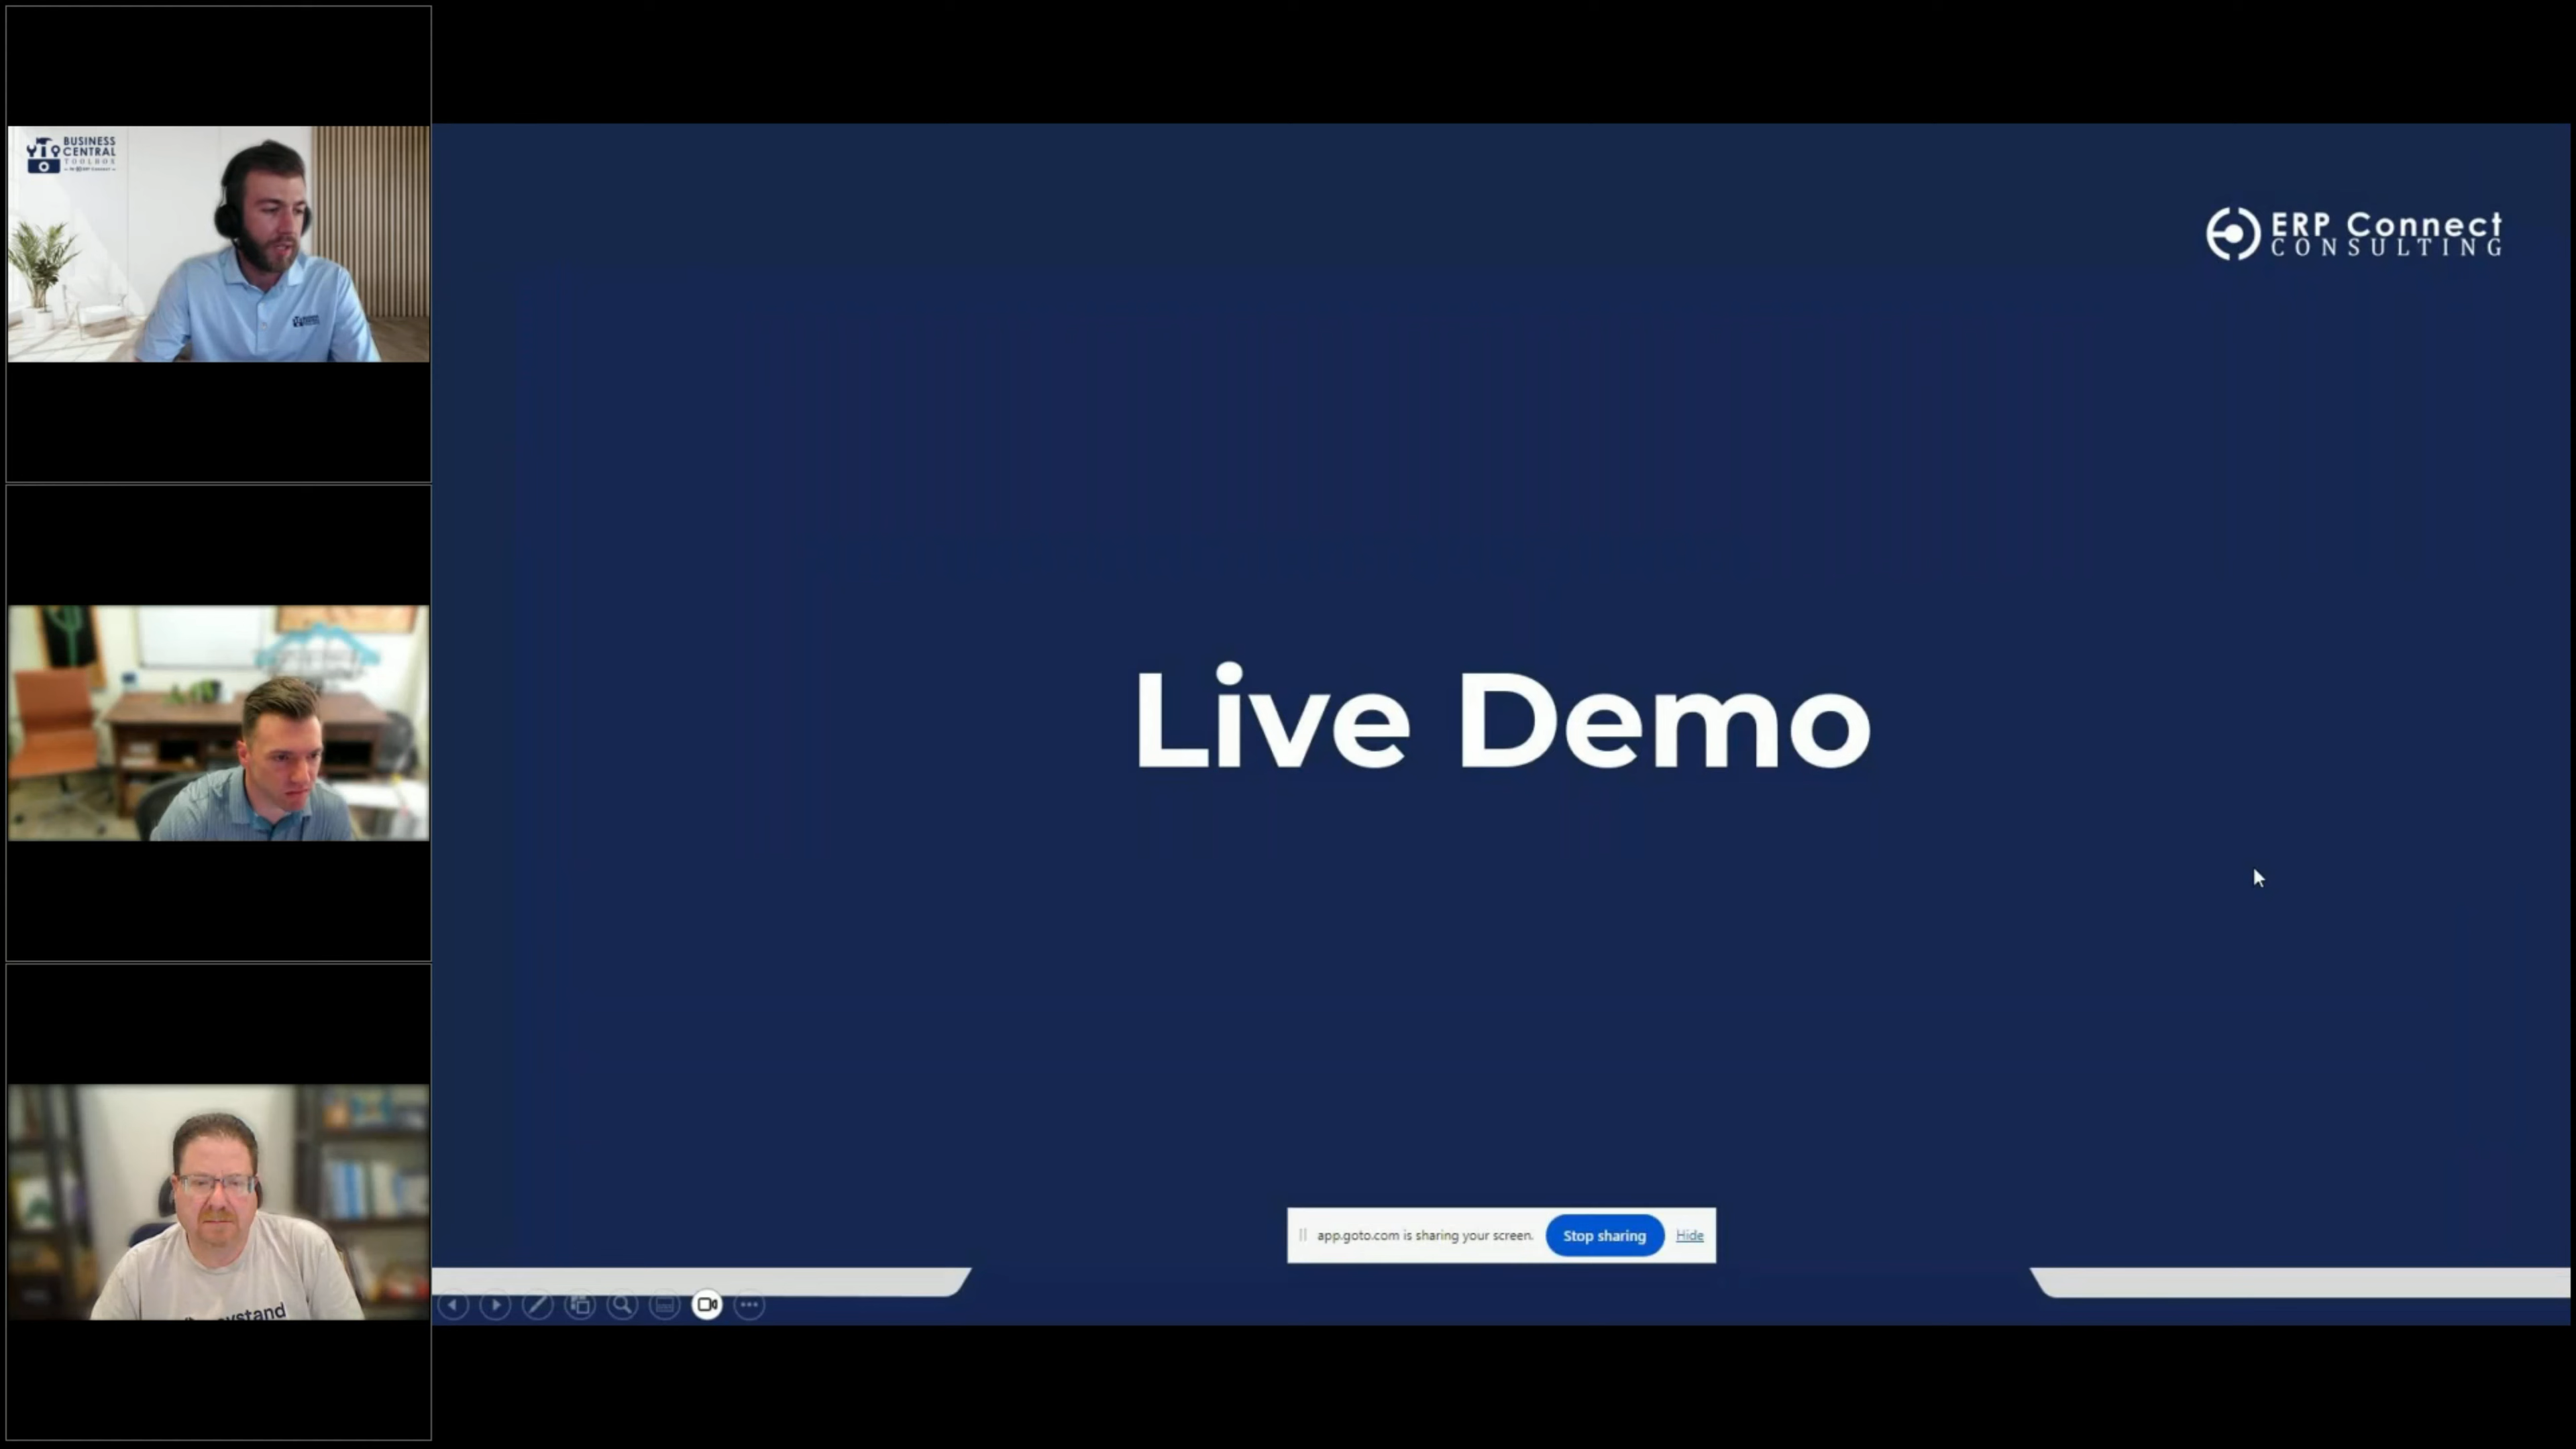 BUSINESS
CENTRAL
TOOLBOX
ERP Connect
CONSULTING
Live Demo
app.goto.com is sharing your screen.
Stop sharing
Hide